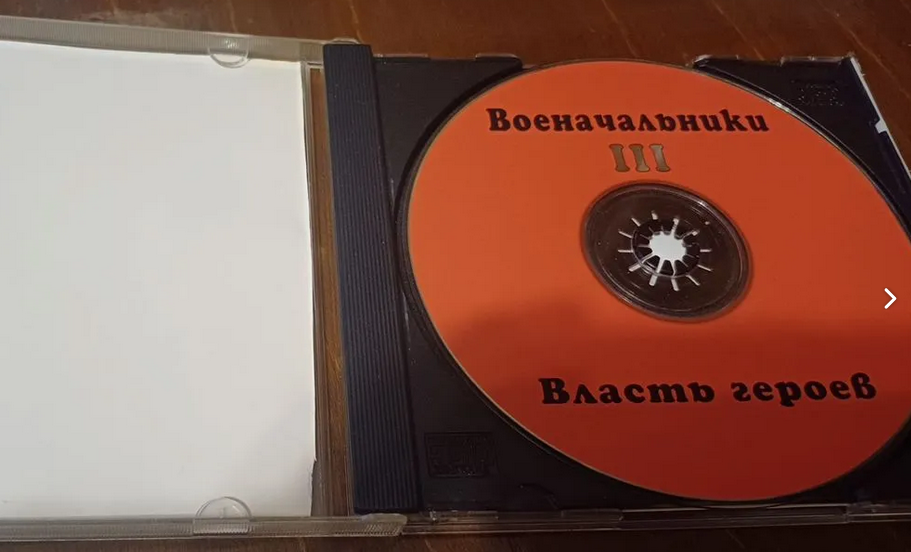 Военачальники
III
Власть героев